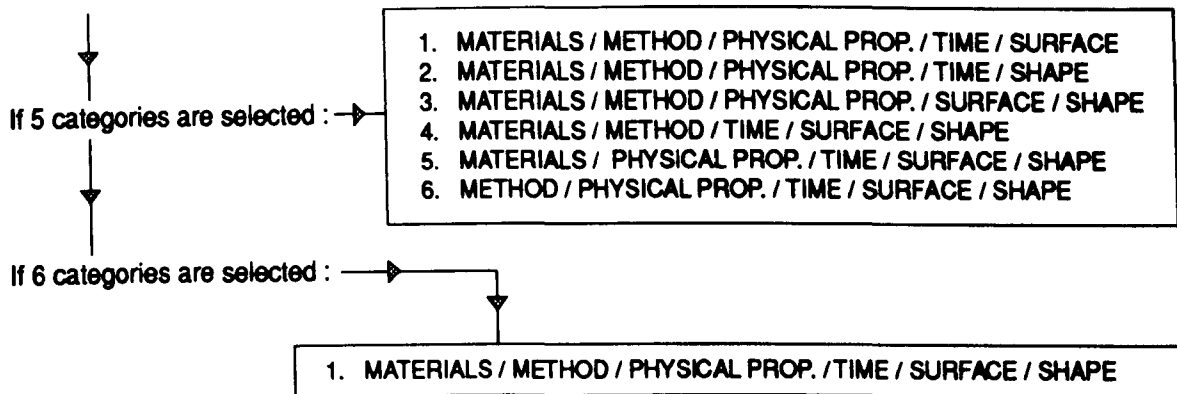 1. MATERIALS / METHOD / PHYSICAL PROP. / TIME / SURFACE
2. MATERIALS / METHOD / PHYSICAL PROP. / TIME / SHAPE
3. MATERIALS / METHOD / PHYSICAL PROP. / SURFACE / SHAPE
4. MATERIALS / METHOD / TIME / SURFACE / SHAPE
5. MATERIALS / PHYSICAL PROP. / TIME / SURFACE / SHAPE
6. METHOD / PHYSICAL PROP. / TIME / SURFACE / SHAPE
If 5 categories are selected :
If 6 categories are selected :
1. MATERIALS / METHOD / PHYSICAL PROP. / TIME / SURFACE / SHAPE